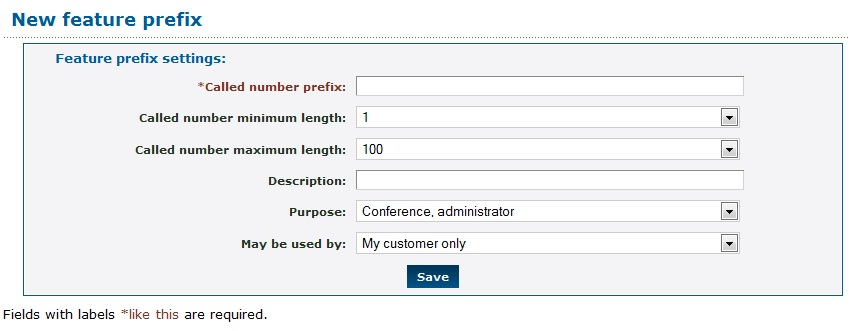 New feature prefix
Feature prefix settings:
*Called number prefix:
Called number minimum length: 1
Called number maximum length: 100
Description:
Purpose: Conference, administrator
May be used by: My customer only
Save
Fields with labels *like this are required.